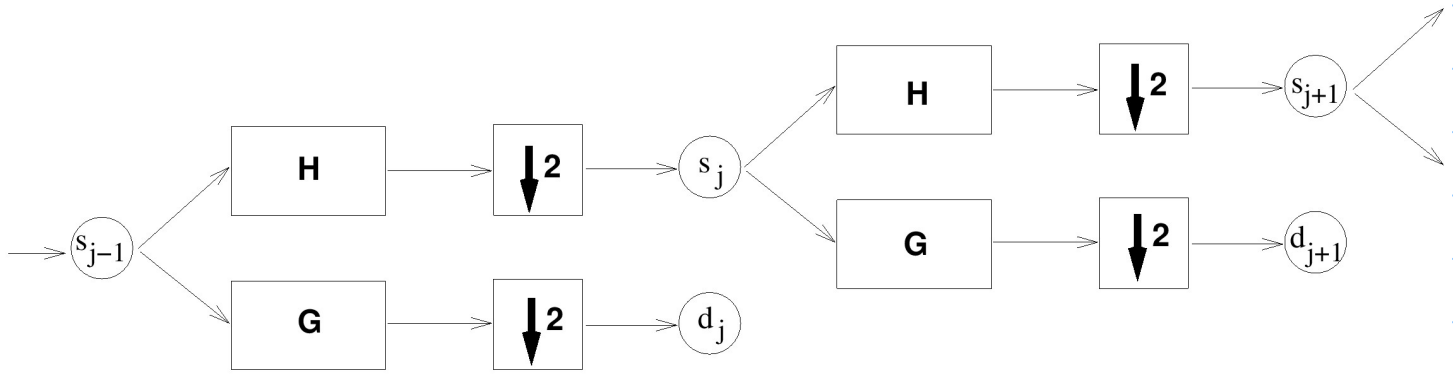 H
↓2
s_{j+1}
H
↓2
s_j
G
↓2
d_{j+1}
s_{j−1}
G
↓2
d_j